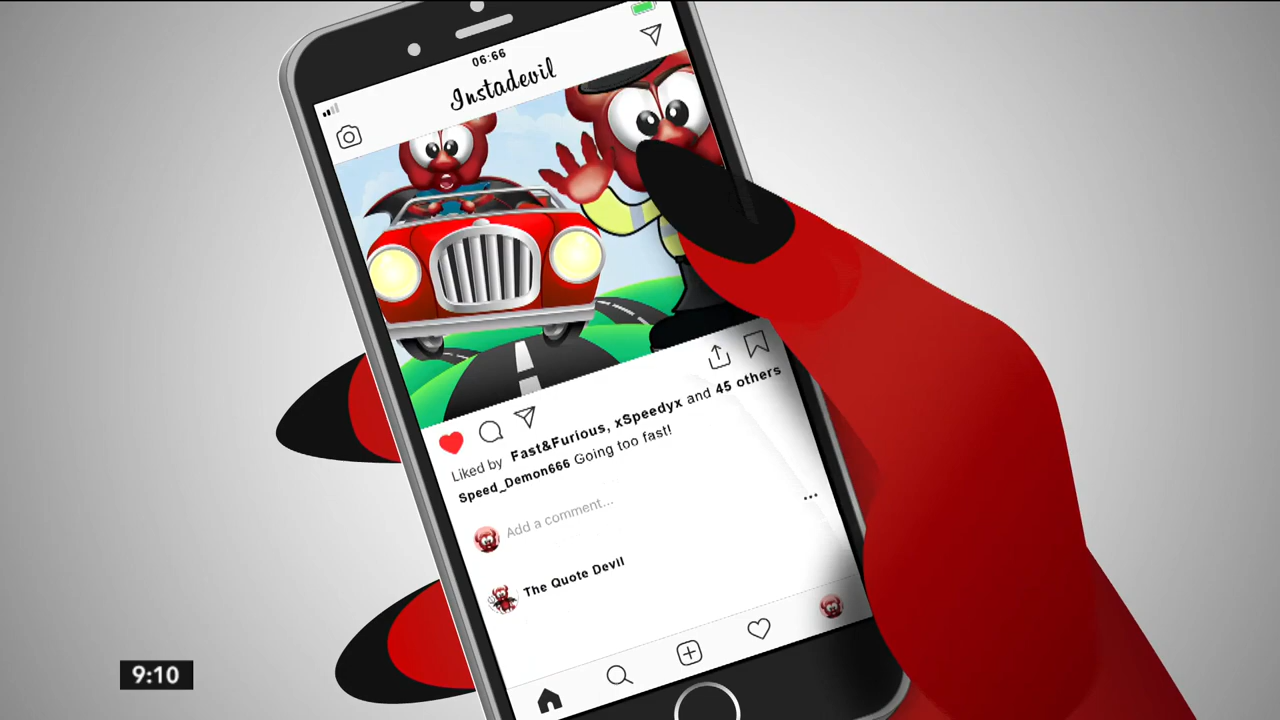 06:66
Instadevil
Liked by Fast&Furious, xSpeedyx and 45 others
Speed_Demon666 Going too fast!
Add a comment...
The Quote Devil
9:10